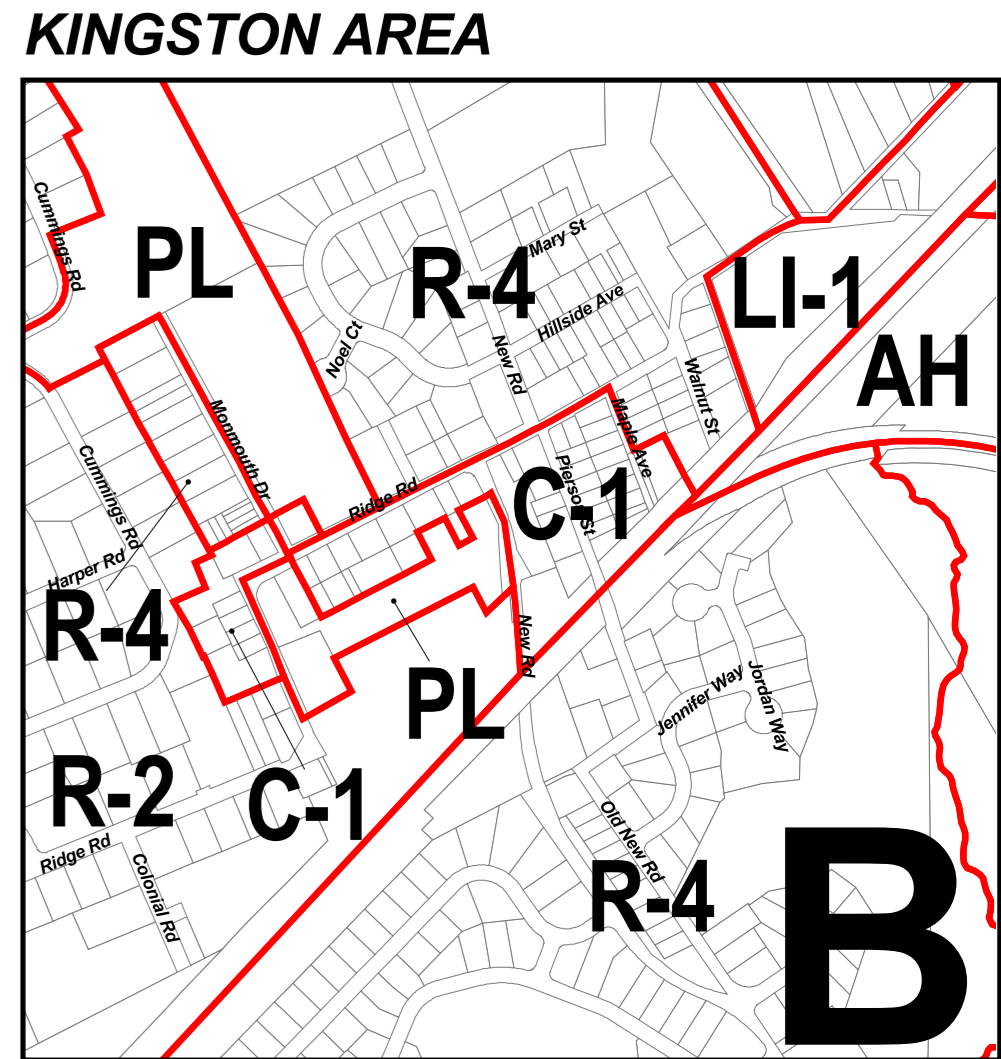 KINGSTON AREA
Cummings Rd
PL
R-4
Mary St
LI-1
Hillside Ave
Noel Ct
New Rd
AH
Walnut St
Monmouth Dr
Maple Ave
Cummings Rd
Ridge Rd
C-1
Pierson St
Harper Rd
R-4
New Rd
PL
Jennifer Way
Jordan Way
R-2
C-1
Ridge Rd
Colonial Rd
Old New Rd
R-4
B